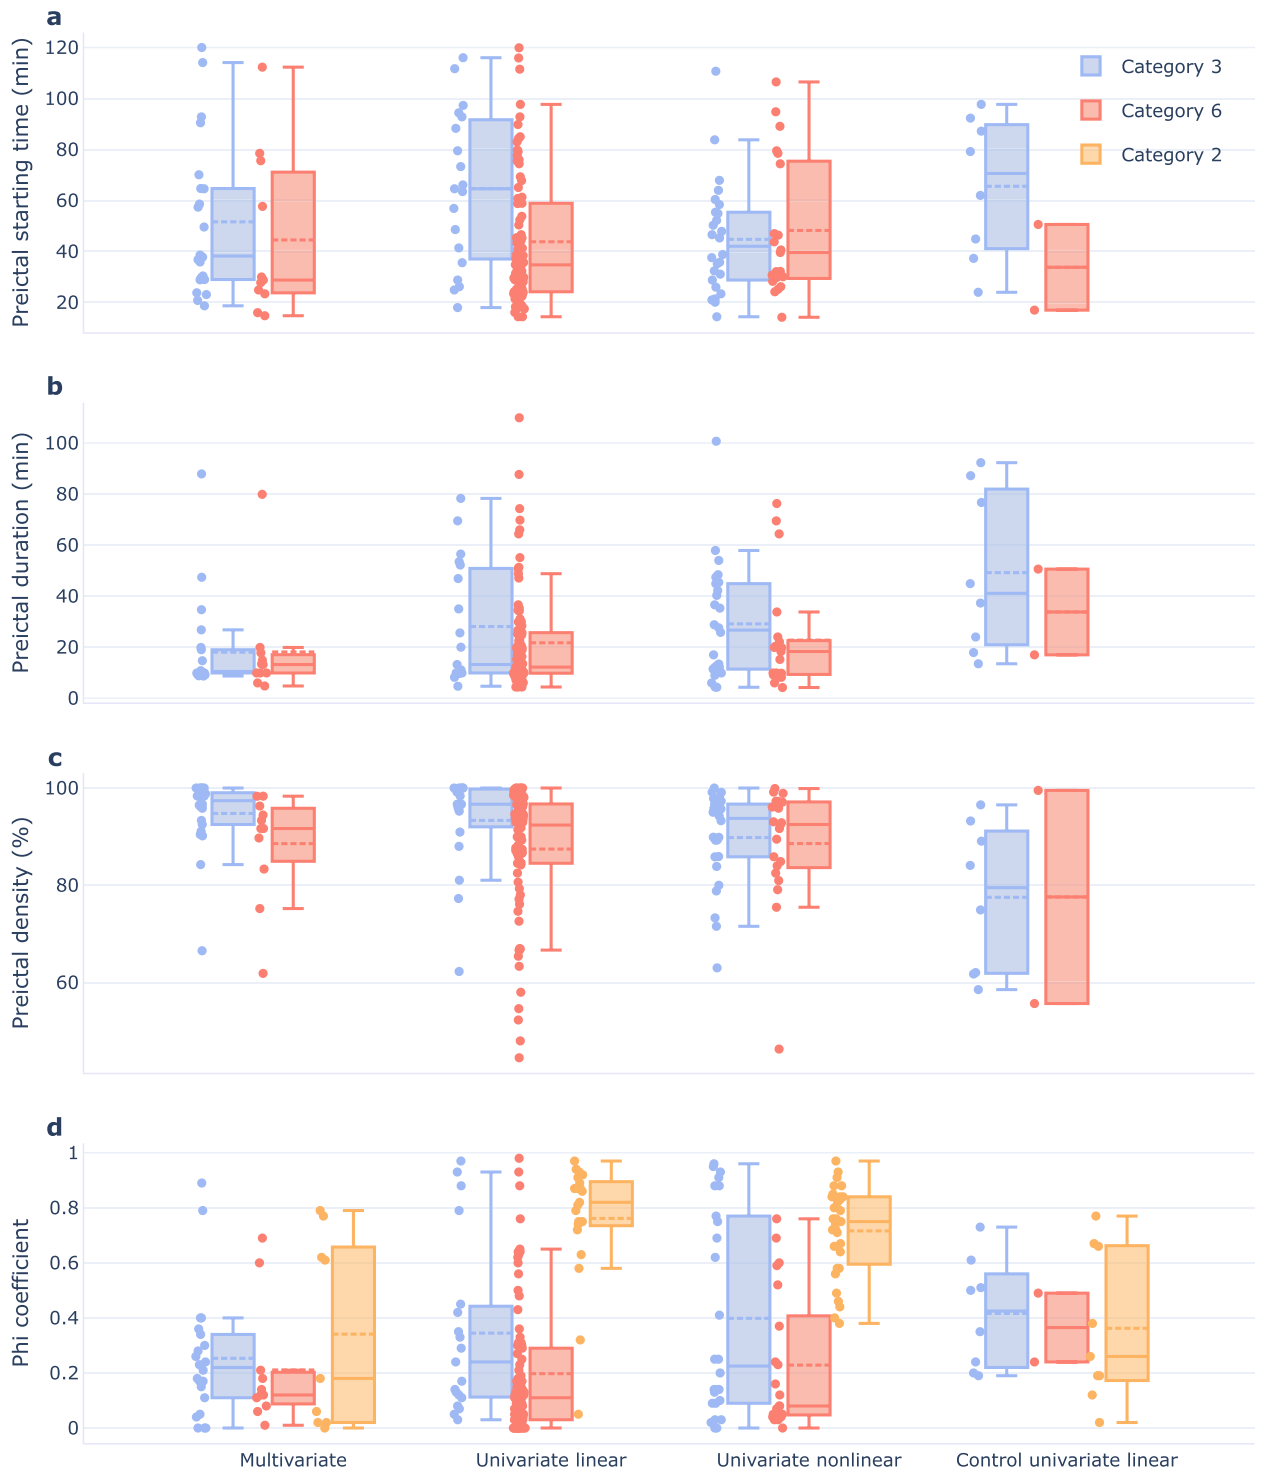 a
Preictal starting time (min)
120
100
80
60
40
20
Category 3
Category 6
Category 2
b
Preictal duration (min)
100
80
60
40
20
0
c
Preictal density (%)
100
80
60
d
Phi coefficient
1
0.8
0.6
0.4
0.2
0
Multivariate
Univariate linear
Univariate nonlinear
Control univariate linear